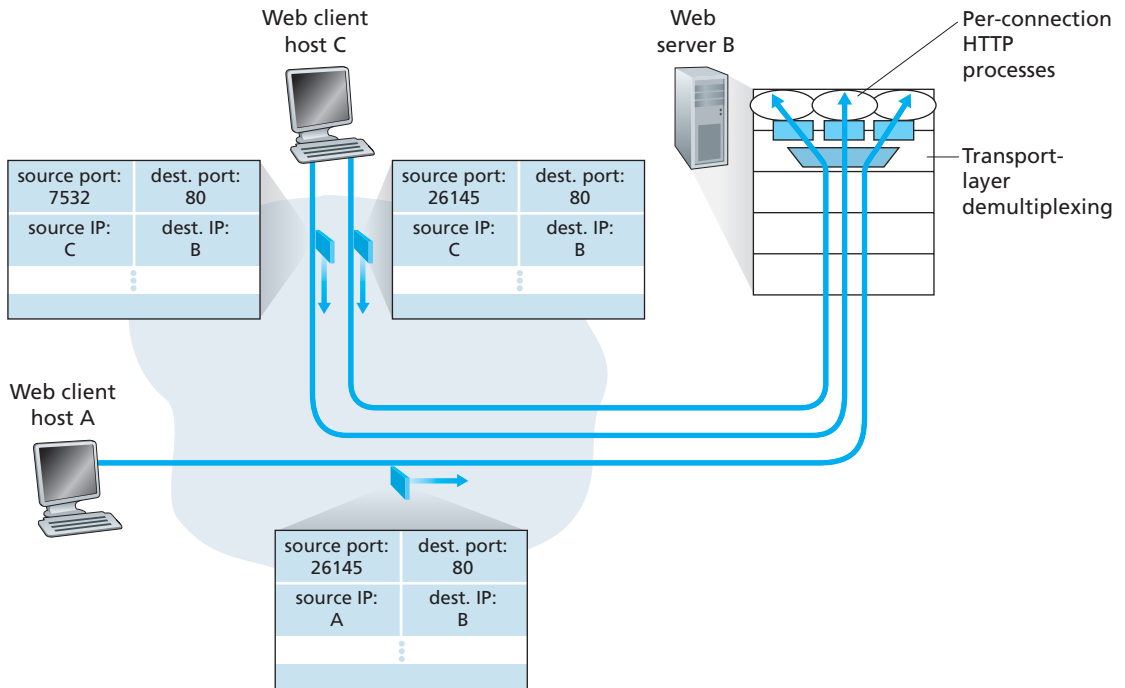 Web client
host C
Web
server B
Per-connection
HTTP
processes
Transport-
layer
demultiplexing
source port:
7532
dest. port:
80
source IP:
C
dest. IP:
B
source port:
26145
dest. port:
80
source IP:
C
dest. IP:
B
Web client
host A
source port:
26145
dest. port:
80
source IP:
A
dest. IP:
B